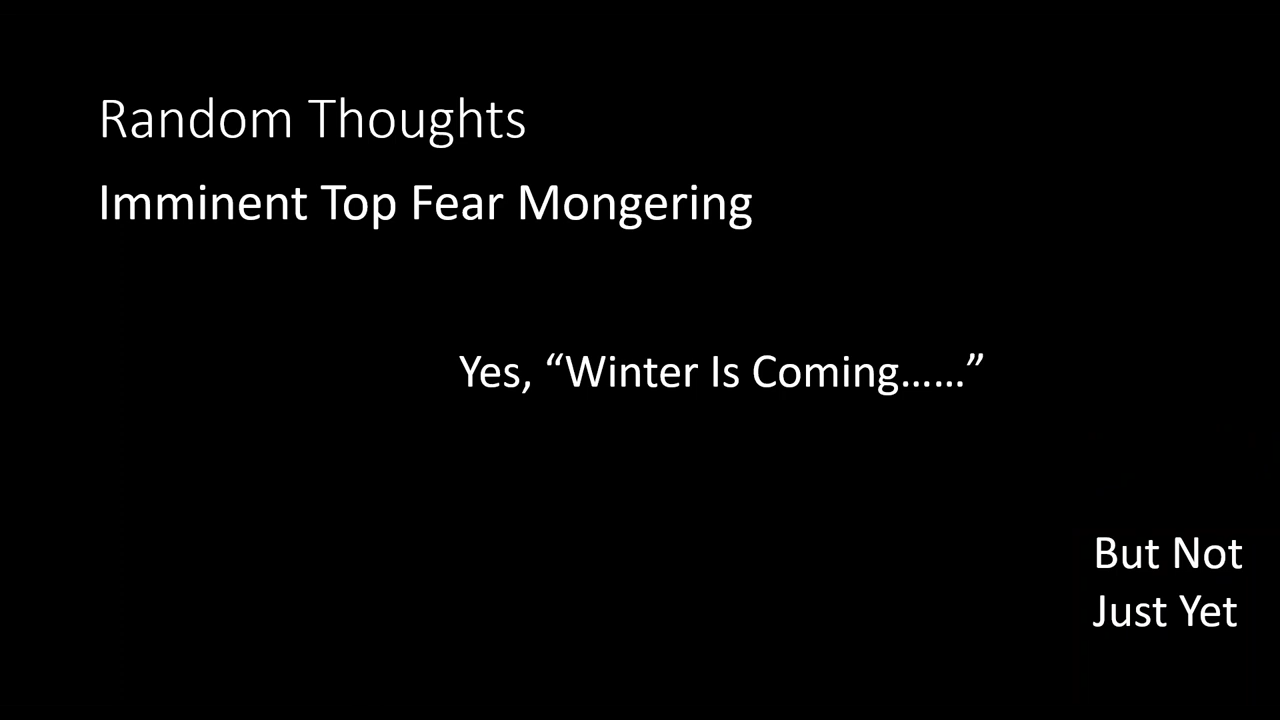 Random Thoughts
Imminent Top Fear Mongering
Yes, “Winter Is Coming……”
But Not
Just Yet